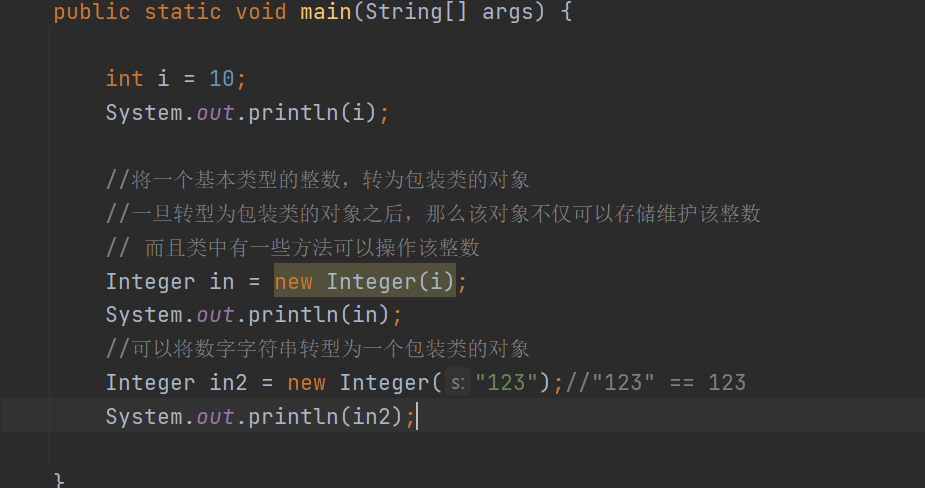 public static void main(String[] args) {
int i = 10;
System.out.println(i);
//将一个基本类型的整数，转为包装类的对象
//一旦转型为包装类的对象之后，那么该对象不仅可以存储维护该整数
// 而且类中有一些方法可以操作该整数
Integer in = new Integer(i);
System.out.println(in);
//可以将数字字符串转型为一个包装类的对象
Integer in2 = new Integer( s: "123");//"123" == 123
System.out.println(in2);
}